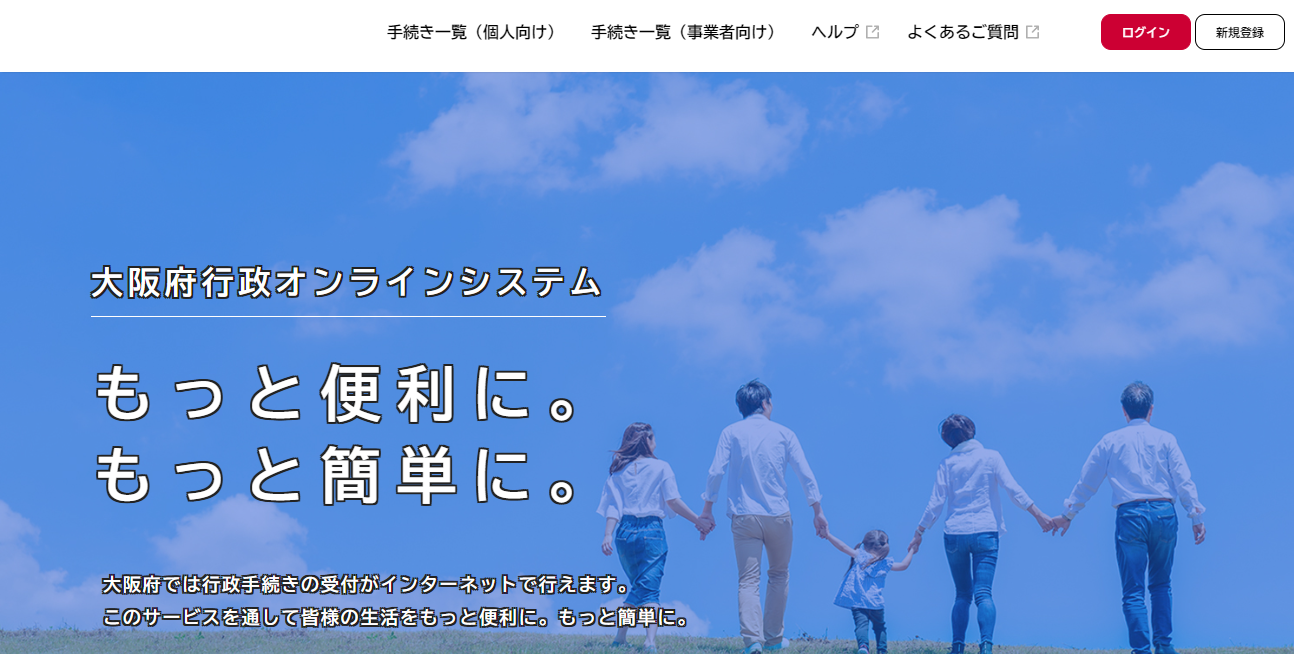 手続き一覧（個人向け）
手続き一覧（事業者向け）
ヘルプ
よくあるご質問
ログイン
新規登録
大阪府行政オンラインシステム
もっと便利に。
もっと簡単に。
大阪府では行政手続きの受付がインターネットで行えます。
このサービスを通して皆様の生活をもっと便利に。もっと簡単に。